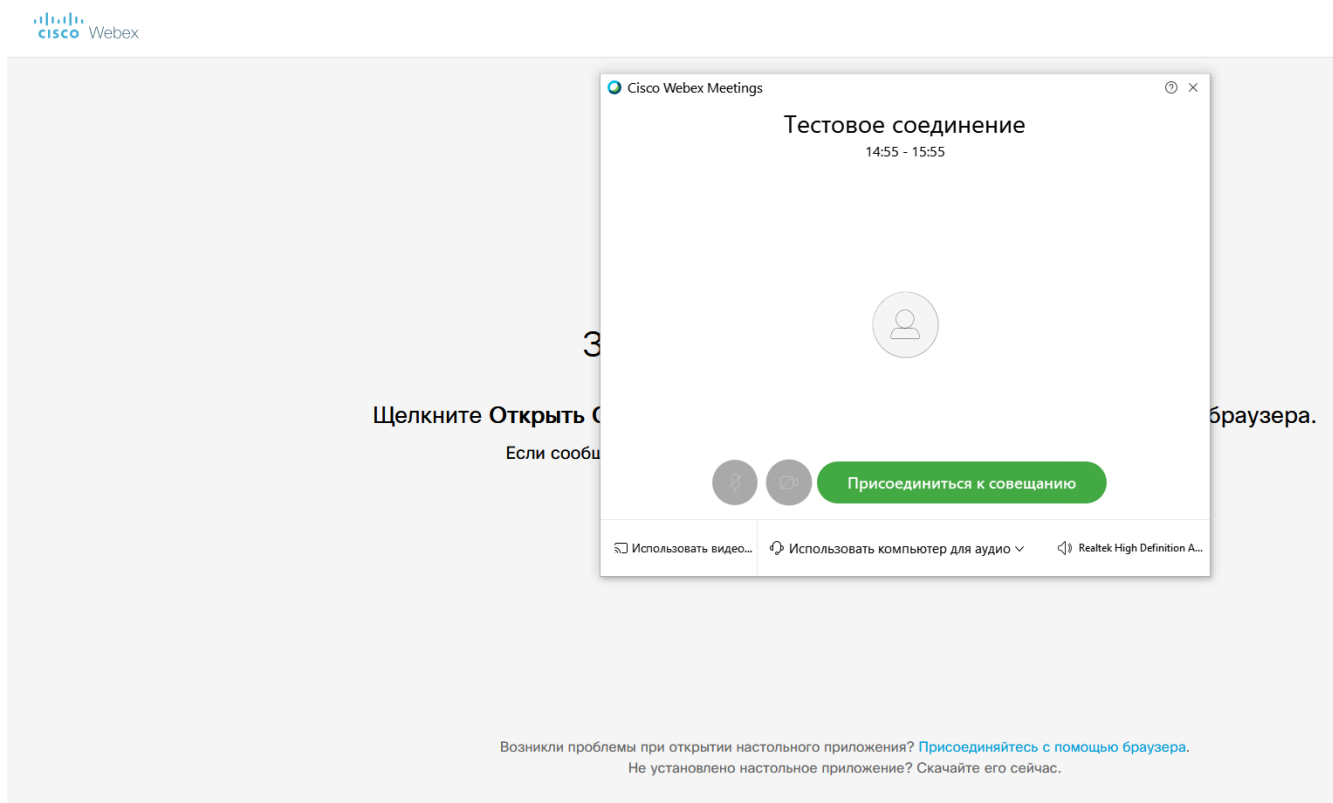 cisco Webex
Cisco Webex Meetings
Тестовое соединение
14:55 - 15:55
З
Щелкните Открыть С
браузера.
Если сообщ
Присоединиться к совещанию
Использовать видео...
Использовать компьютер для аудио
Realtek High Definition A...
Возникли проблемы при открытии настольного приложения? Присоединяйтесь с помощью браузера.
Не установлено настольное приложение? Скачайте его сейчас.